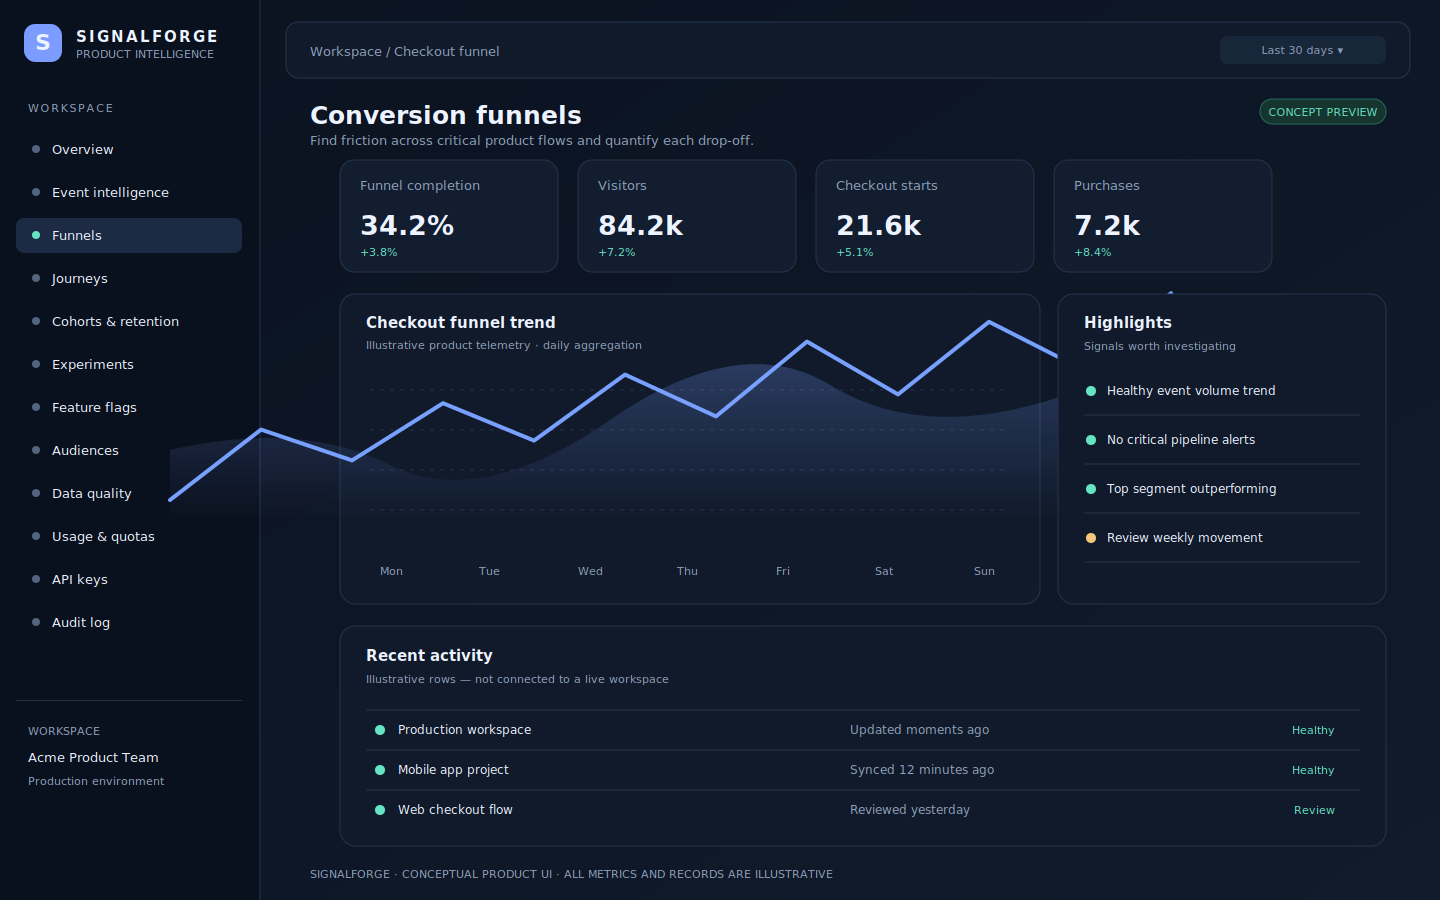 S
SIGNALFORGE
PRODUCT INTELLIGENCE
WORKSPACE
Overview
Event intelligence
Funnels
Journeys
Cohorts & retention
Experiments
Feature flags
Audiences
Data quality
Usage & quotas
API keys
Audit log
WORKSPACE
Acme Product Team
Production environment
Workspace / Checkout funnel
Last 30 days ▾
Conversion funnels
CONCEPT PREVIEW
Find friction across critical product flows and quantify each drop-off.
Funnel completion
34.2%
+3.8%
Visitors
84.2k
+7.2%
Checkout starts
21.6k
+5.1%
Purchases
7.2k
+8.4%
Checkout funnel trend
Illustrative product telemetry · daily aggregation
Mon Tue Wed Thu Fri Sat Sun
Highlights
Signals worth investigating
Healthy event volume trend
No critical pipeline alerts
Top segment outperforming
Review weekly movement
Recent activity
Illustrative rows — not connected to a live workspace
Production workspace Updated moments ago Healthy
Mobile app project Synced 12 minutes ago Healthy
Web checkout flow Reviewed yesterday Review
SIGNALFORGE · CONCEPTUAL PRODUCT UI · ALL METRICS AND RECORDS ARE ILLUSTRATIVE